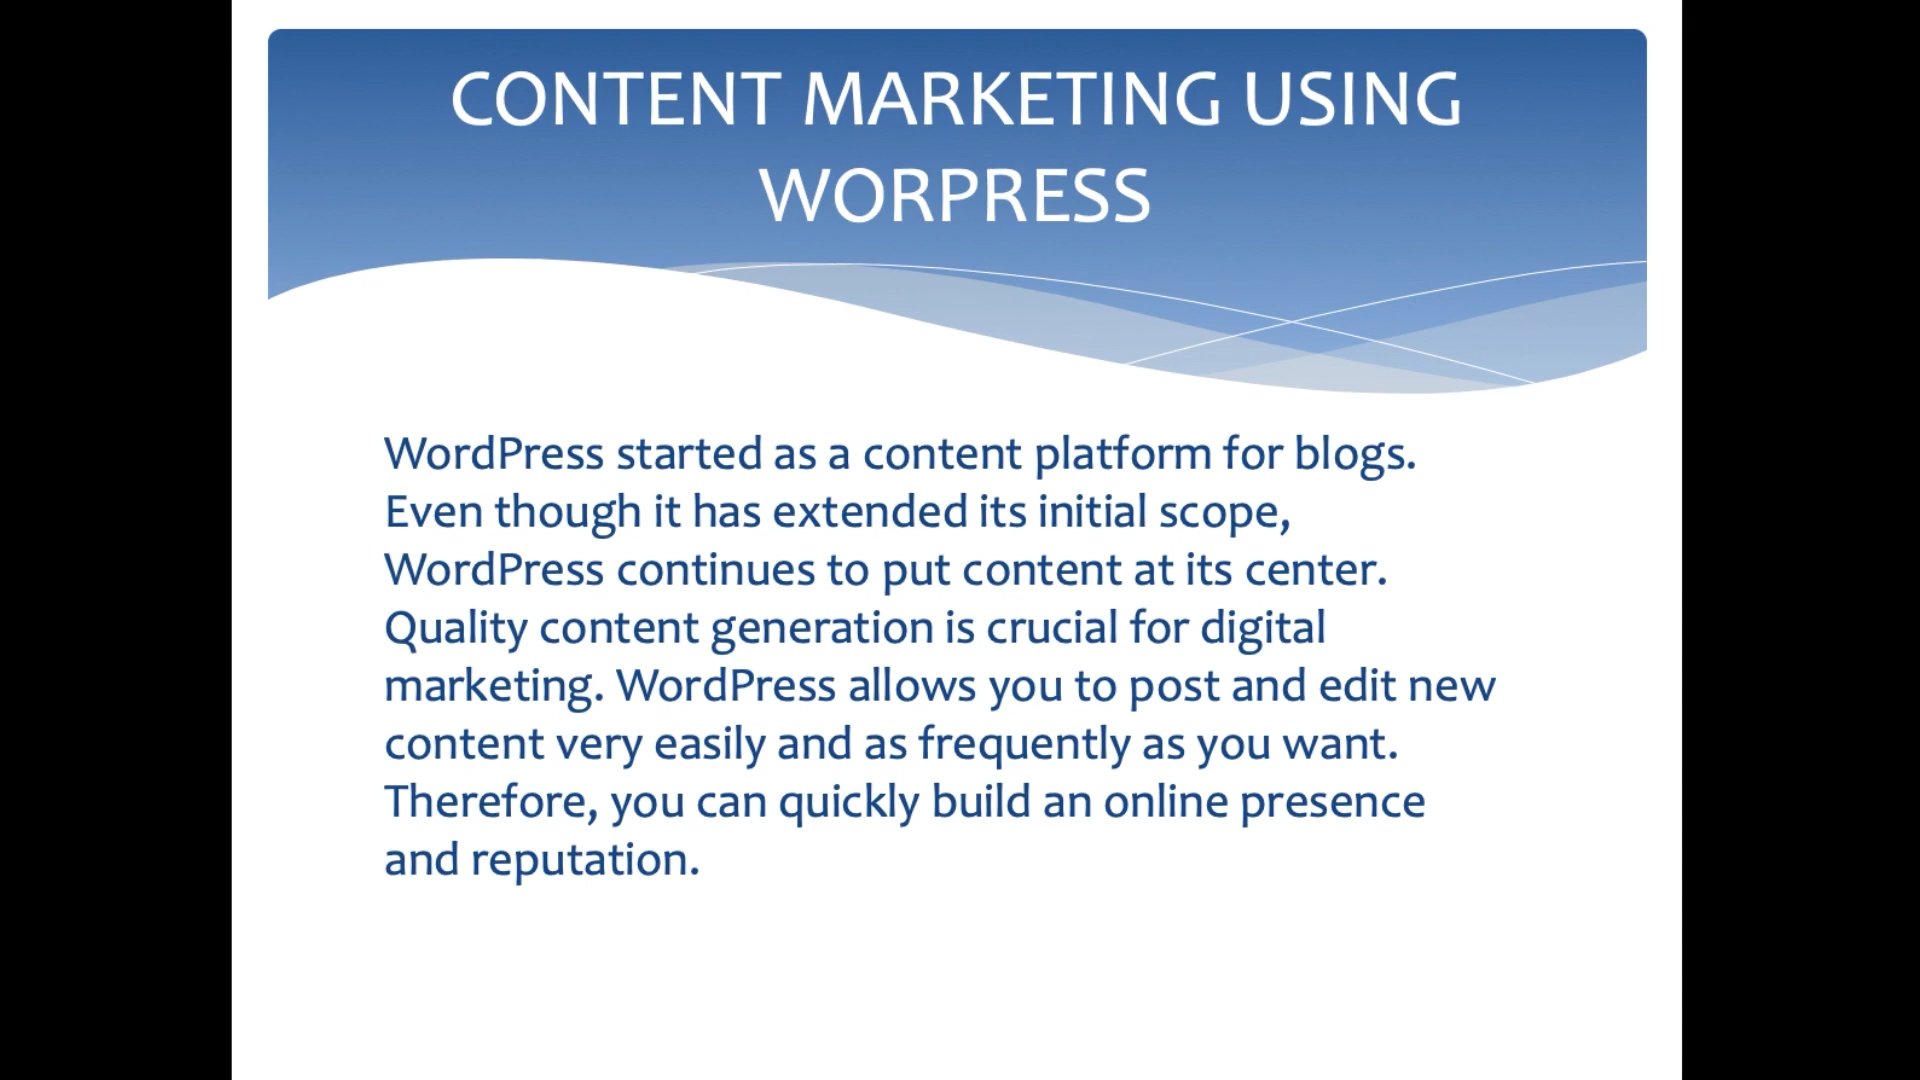 CONTENT MARKETING USING
WORPRESS
WordPress started as a content platform for blogs.
Even though it has extended its initial scope,
WordPress continues to put content at its center.
Quality content generation is crucial for digital
marketing. WordPress allows you to post and edit new
content very easily and as frequently as you want.
Therefore, you can quickly build an online presence
and reputation.